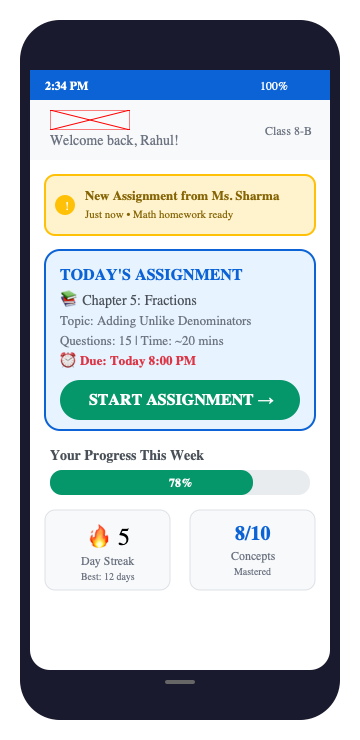 2:34 PM 100%
Welcome back, Rahul!
Class 8-B
! New Assignment from Ms. Sharma
Just now • Math homework ready
TODAY'S ASSIGNMENT
📚 Chapter 5: Fractions
Topic: Adding Unlike Denominators
Questions: 15 | Time: ~20 mins
⏰ Due: Today 8:00 PM
START ASSIGNMENT →
Your Progress This Week
78%
🔥 5
Day Streak
Best: 12 days
8/10
Concepts
Mastered